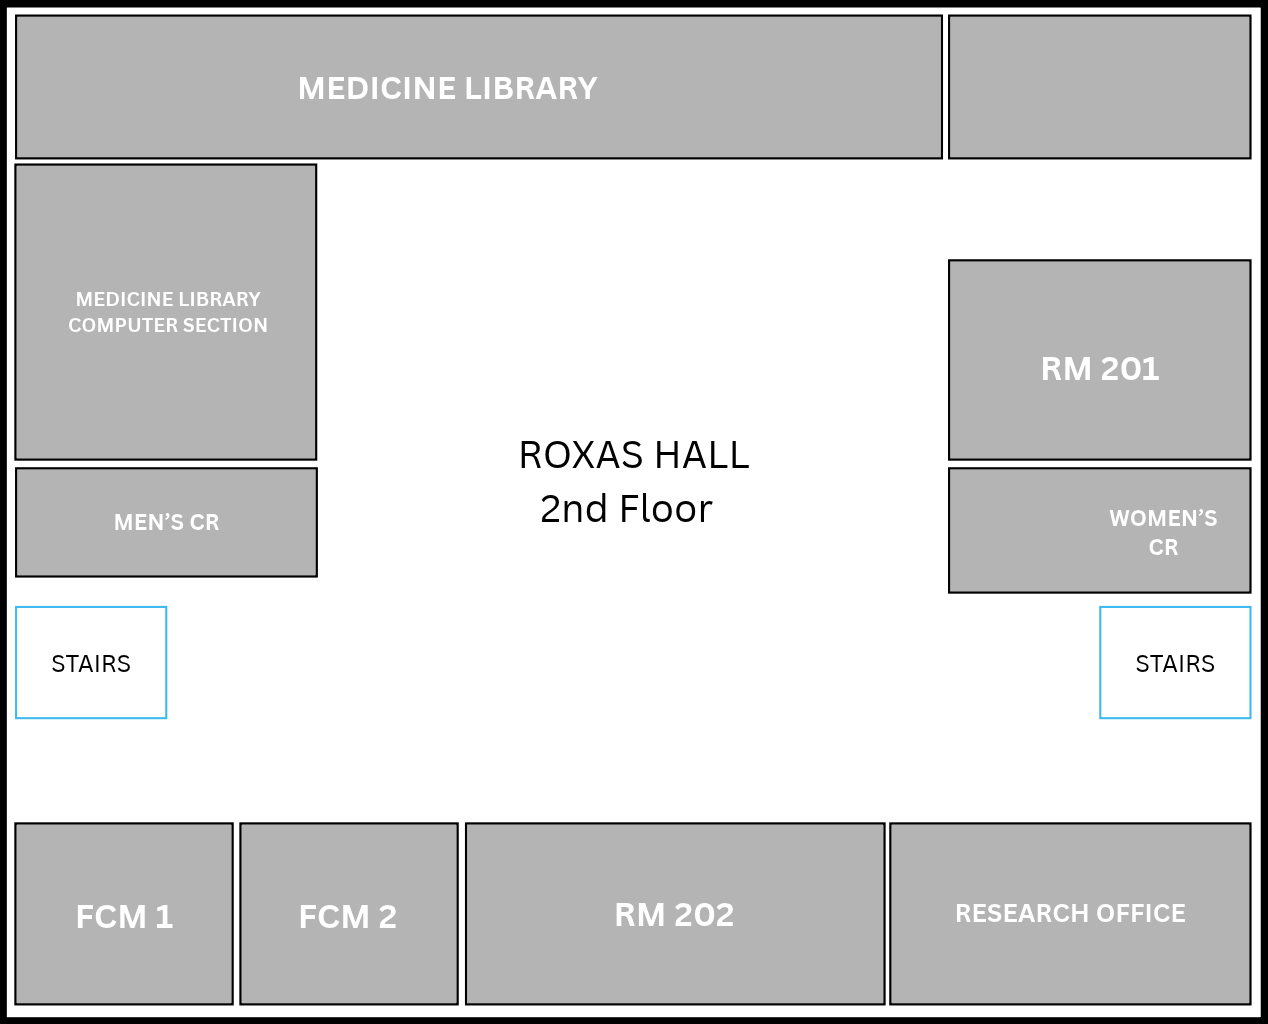 MEDICINE LIBRARY
MEDICINE LIBRARY
COMPUTER SECTION
RM 201
ROXAS HALL
2nd Floor
MEN’S CR
WOMEN’S
CR
STAIRS
STAIRS
FCM 1
FCM 2
RM 202
RESEARCH OFFICE